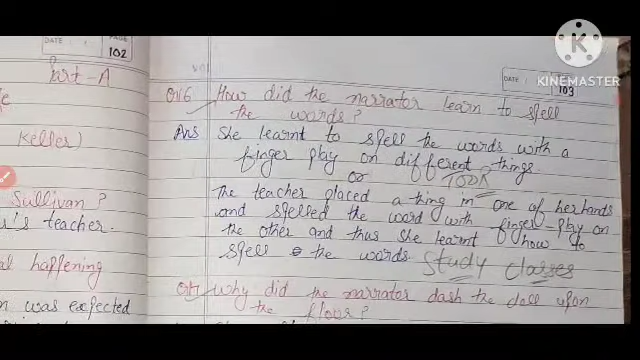 DATE
PAGE
102
Part-A
Keller)
Sullivan?
u's teacher.
al happening
n was expected
K
KINEMASTER
DATE
103
Q16 How did the narrator learn to spell
the words?
Ans She learnt to spell the words with a
finger play on different things
or
The teacher placed a thing in one of her hands
and spelled the word with finger-play on
the other and thus she learnt how to
spell the words
Study Classes
Why did the narrator dash the doll upon
the floor?